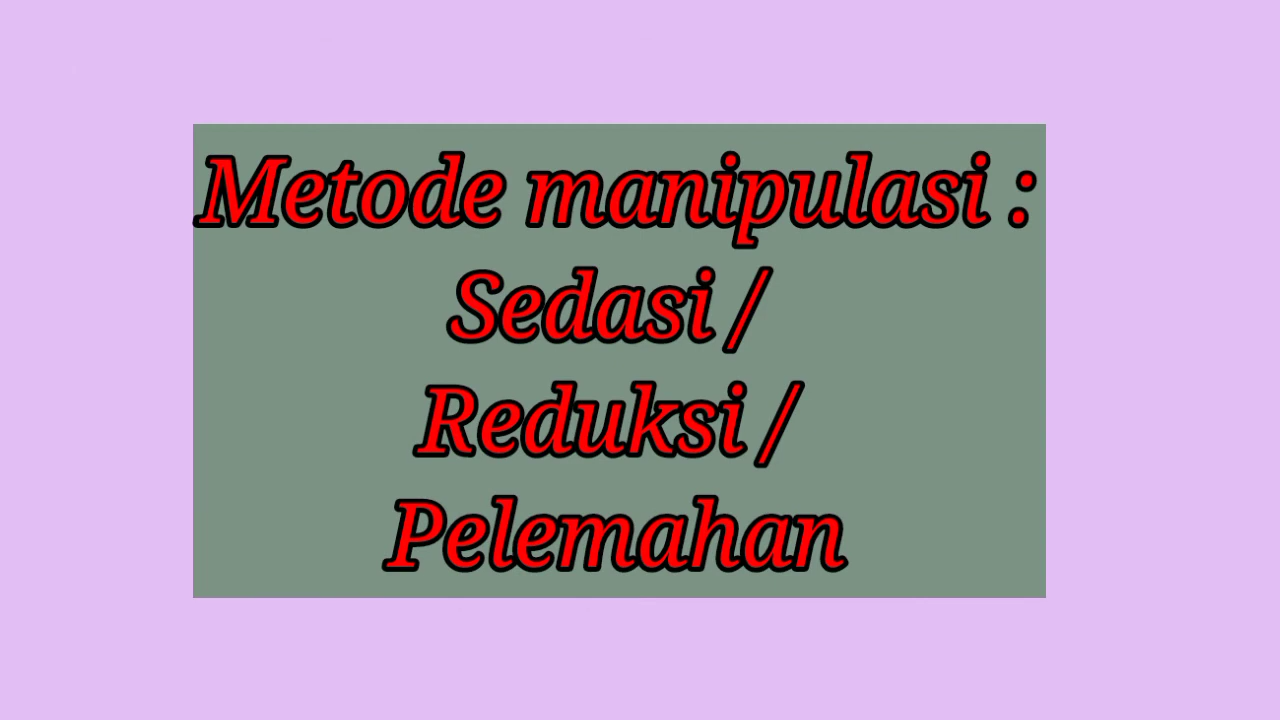 Metode manipulasi :
Sedasi /
Reduksi /
Pelemahan